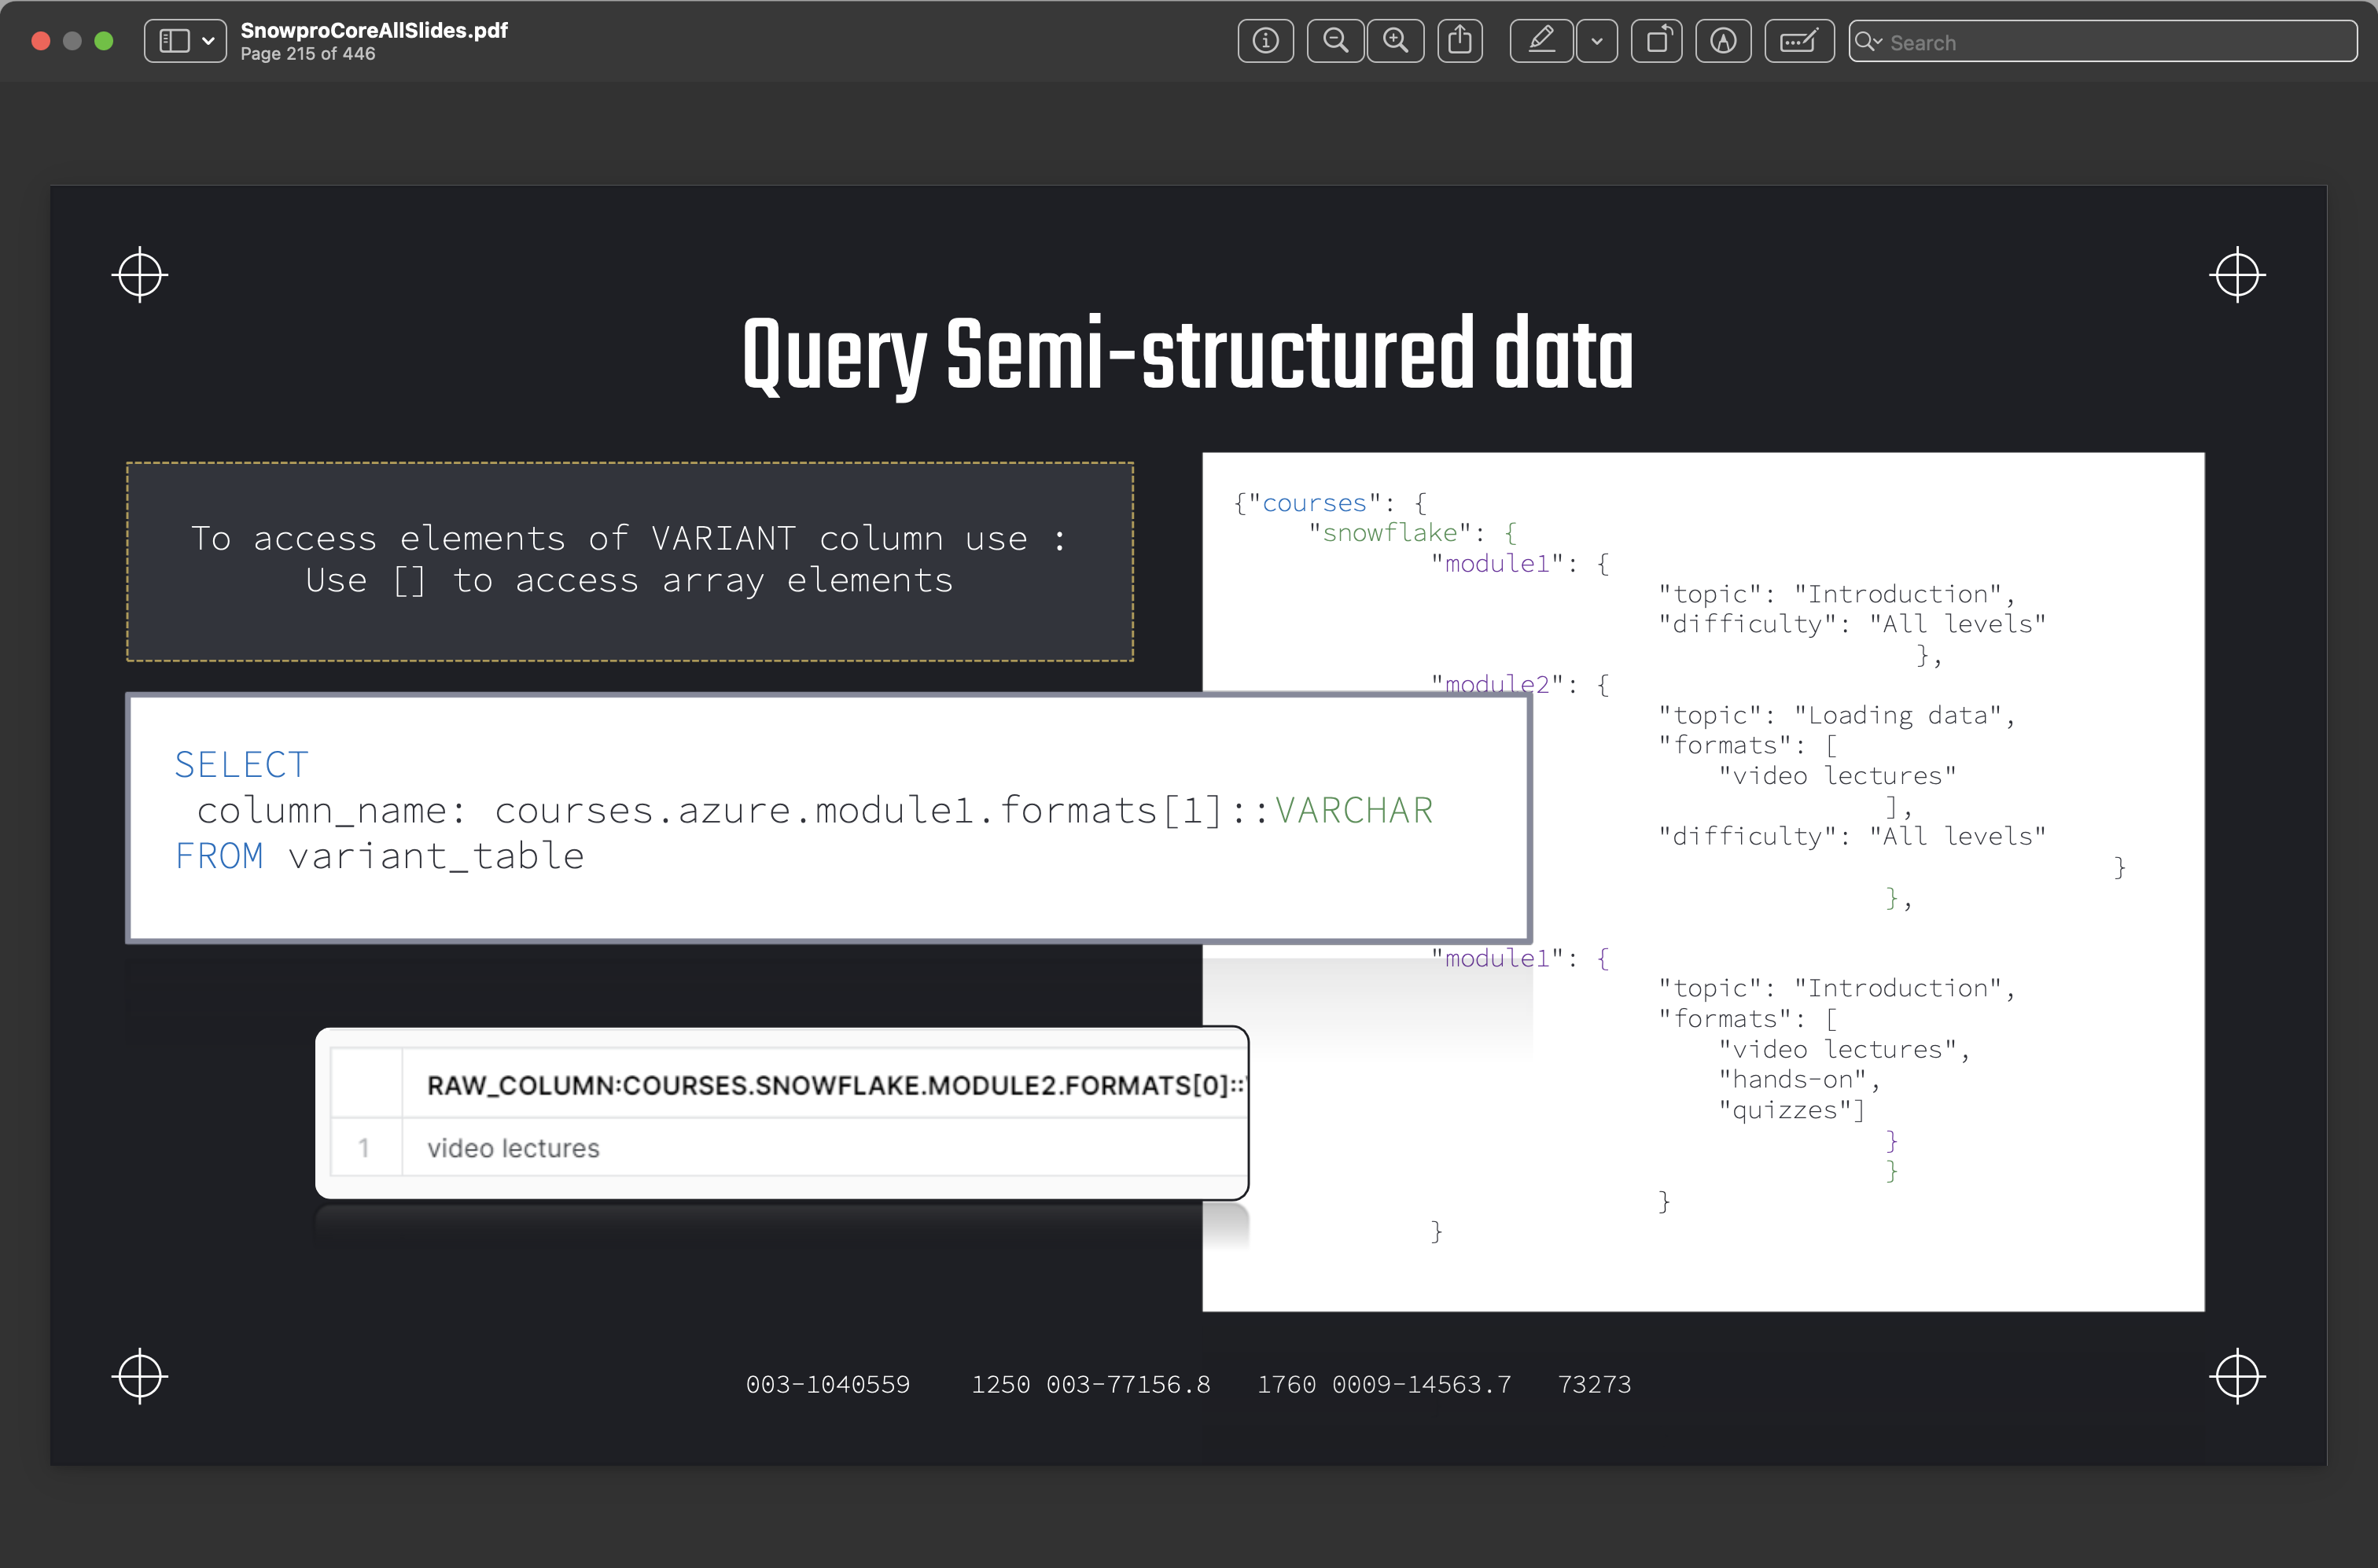 SnowproCoreAllSlides.pdf
Page 215 of 446
Search
Query Semi-structured data
To access elements of VARIANT column use :
Use [] to access array elements
SELECT
column_name: courses.azure.module1.formats[1]::VARCHAR
FROM variant_table
RAW_COLUMN:COURSES.SNOWFLAKE.MODULE2.FORMATS[0]::
1 video lectures
{"courses": {
"snowflake": {
"module1": {
"topic": "Introduction",
"difficulty": "All levels"
},
"module2": {
"topic": "Loading data",
"formats": [
"video lectures"
],
"difficulty": "All levels"
}
},
"module1": {
"topic": "Introduction",
"formats": [
"video lectures",
"hands-on",
"quizzes"]
}
}
}
}
003-1040559 1250 003-77156.8 1760 0009-14563.7 73273